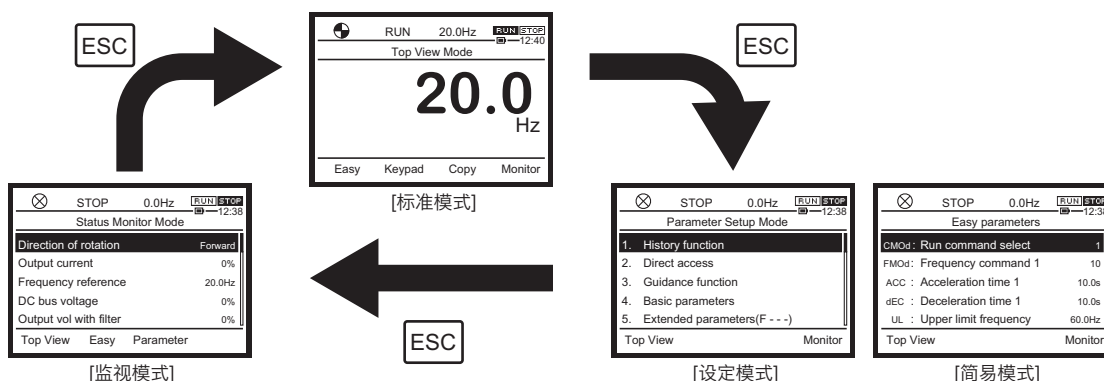 ESC
RUN 20.0Hz RUN STOP
12:40
Top View Mode
20.0
Hz
Easy Keypad Copy Monitor
[标准模式]
ESC
STOP 0.0Hz RUN STOP
12:38
Status Monitor Mode
Direction of rotation Forward
Output current 0%
Frequency reference 20.0Hz
DC bus voltage 0%
Output vol with filter 0%
Top View Easy Parameter
[监视模式]
ESC
STOP 0.0Hz RUN STOP
12:38
Parameter Setup Mode
1. History function
2. Direct access
3. Guidance function
4. Basic parameters
5. Extended parameters(F - - -)
Top View Monitor
[设定模式]
STOP 0.0Hz RUN STOP
12:38
Easy parameters
CMOd : Run command select 1
FMOd : Frequency command 1 10
ACC : Acceleration time 1 10.0s
dEC : Deceleration time 1 10.0s
UL : Upper limit frequency 60.0Hz
Top View Monitor
[简易模式]